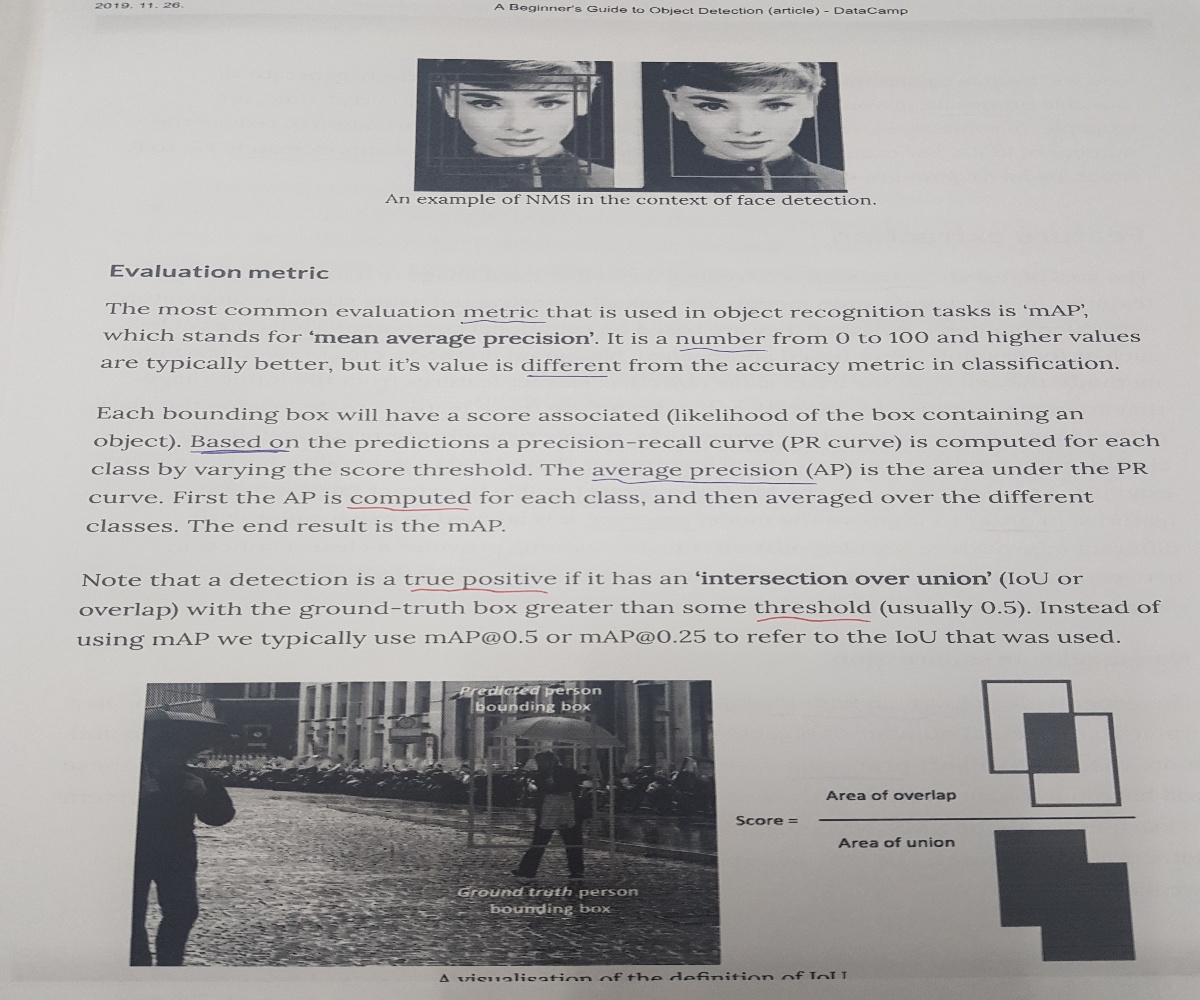 2019. 11. 26.
A Beginner's Guide to Object Detection (article) - DataCamp
An example of NMS in the context of face detection.
Evaluation metric
The most common evaluation metric that is used in object recognition tasks is ‘mAP’,
which stands for ‘mean average precision’. It is a number from 0 to 100 and higher values
are typically better, but it’s value is different from the accuracy metric in classification.
Each bounding box will have a score associated (likelihood of the box containing an
object). Based on the predictions a precision-recall curve (PR curve) is computed for each
class by varying the score threshold. The average precision (AP) is the area under the PR
curve. First the AP is computed for each class, and then averaged over the different
classes. The end result is the mAP.
Note that a detection is a true positive if it has an ‘intersection over union’ (IoU or
overlap) with the ground-truth box greater than some threshold (usually 0.5). Instead of
using mAP we typically use mAP@0.5 or mAP@0.25 to refer to the IoU that was used.
Predicted person
bounding box
Ground truth person
bounding box
Score =
Area of overlap
Area of union
A visualisation of the definition of IoU